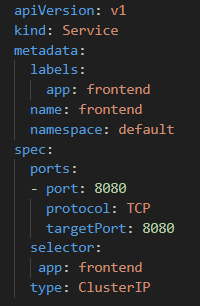 apiVersion: v1
kind: Service
metadata:
  labels:
    app: frontend
  name: frontend
  namespace: default
spec:
  ports:
  - port: 8080
    protocol: TCP
    targetPort: 8080
  selector:
   app: frontend
  type: ClusterIP